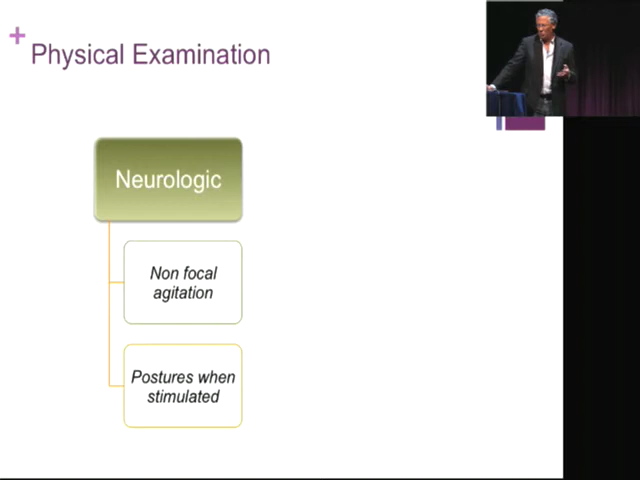 +
Physical Examination
Neurologic
Non focal
agitation
Postures when
stimulated